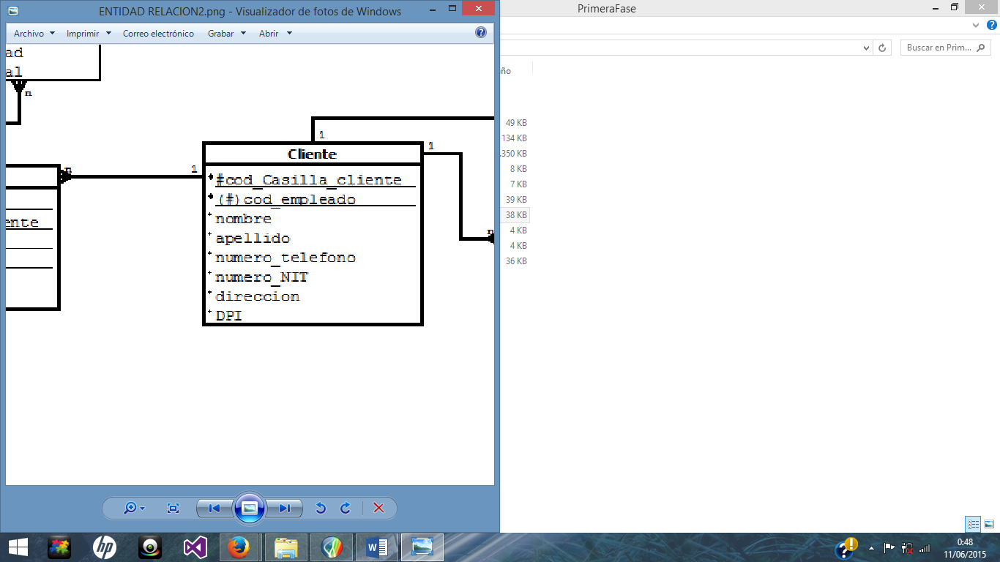 ENTIDAD RELACION2.png - Visualizador de fotos de Windows
Archivo Imprimir Correo electrónico Grabar Abrir
ad
al
n
1
1
n
1
Cliente
#cod_Casilla_cliente
(#)cod_empleado
nombre
apellido
numero_telefono
numero_NIT
direccion
DPI
ente
n
PrimeraFase
Buscar en Prim...
ño
49 KB
134 KB
.350 KB
8 KB
7 KB
39 KB
38 KB
4 KB
4 KB
36 KB
0:48
11/06/2015